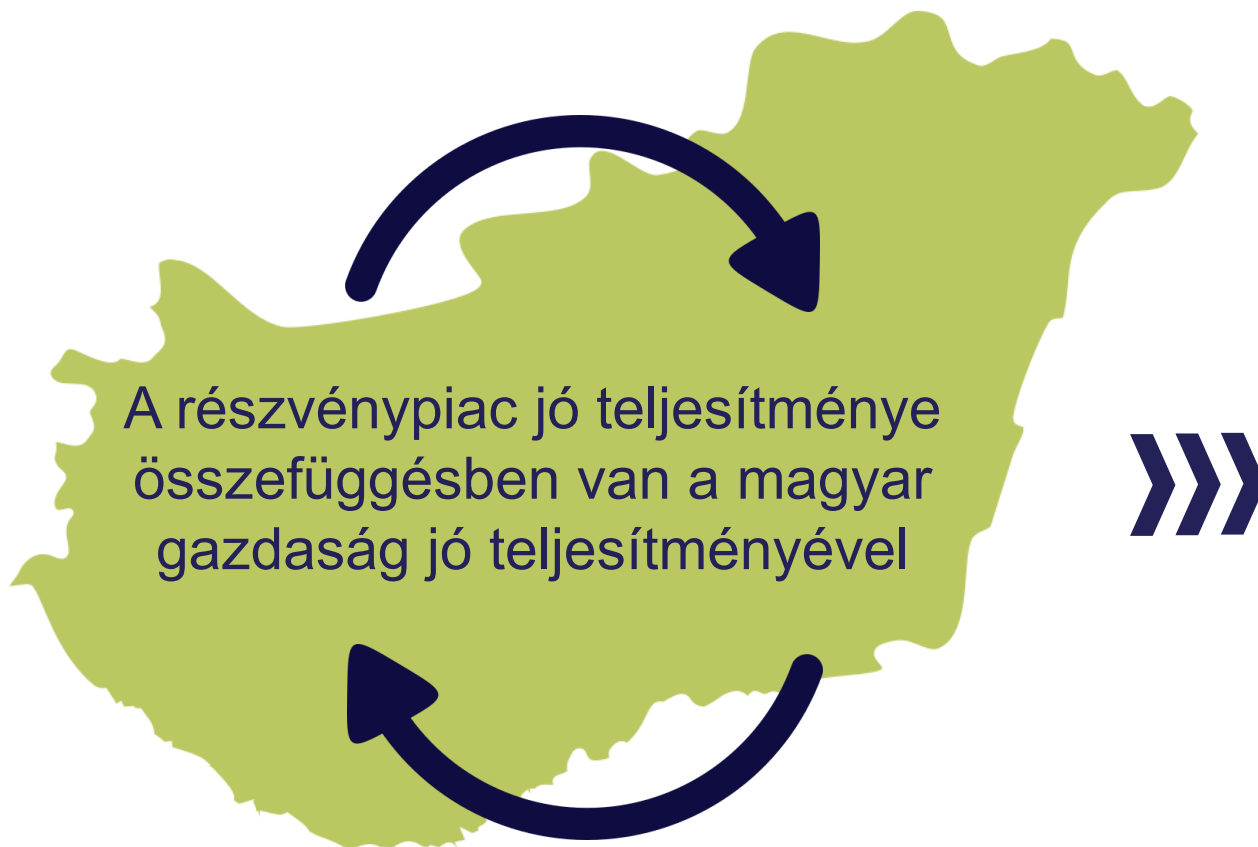 A részvénypiac jó teljesítménye
összefüggésben van a magyar
gazdaság jó teljesítményével